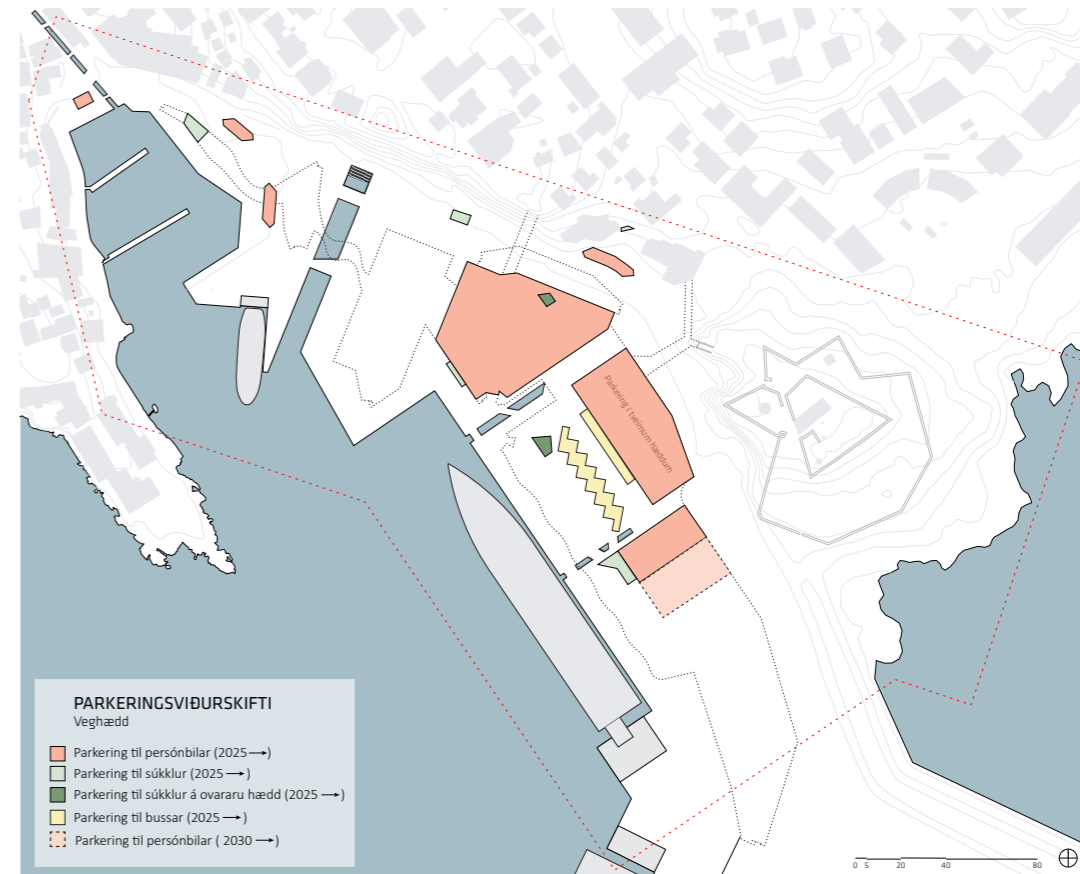 Parkering í tveimum hæddum
PARKERINGSVIÐURSKIFTI
Veghædd
Parkering til persónbilar (2025→)
Parkering til súkklur (2025 →)
Parkering til súkklur á ovararu hædd (2025 →)
Parkering til bussar (2025 →)
Parkering til persónbilar ( 2030 →)
0 5 20 40 80